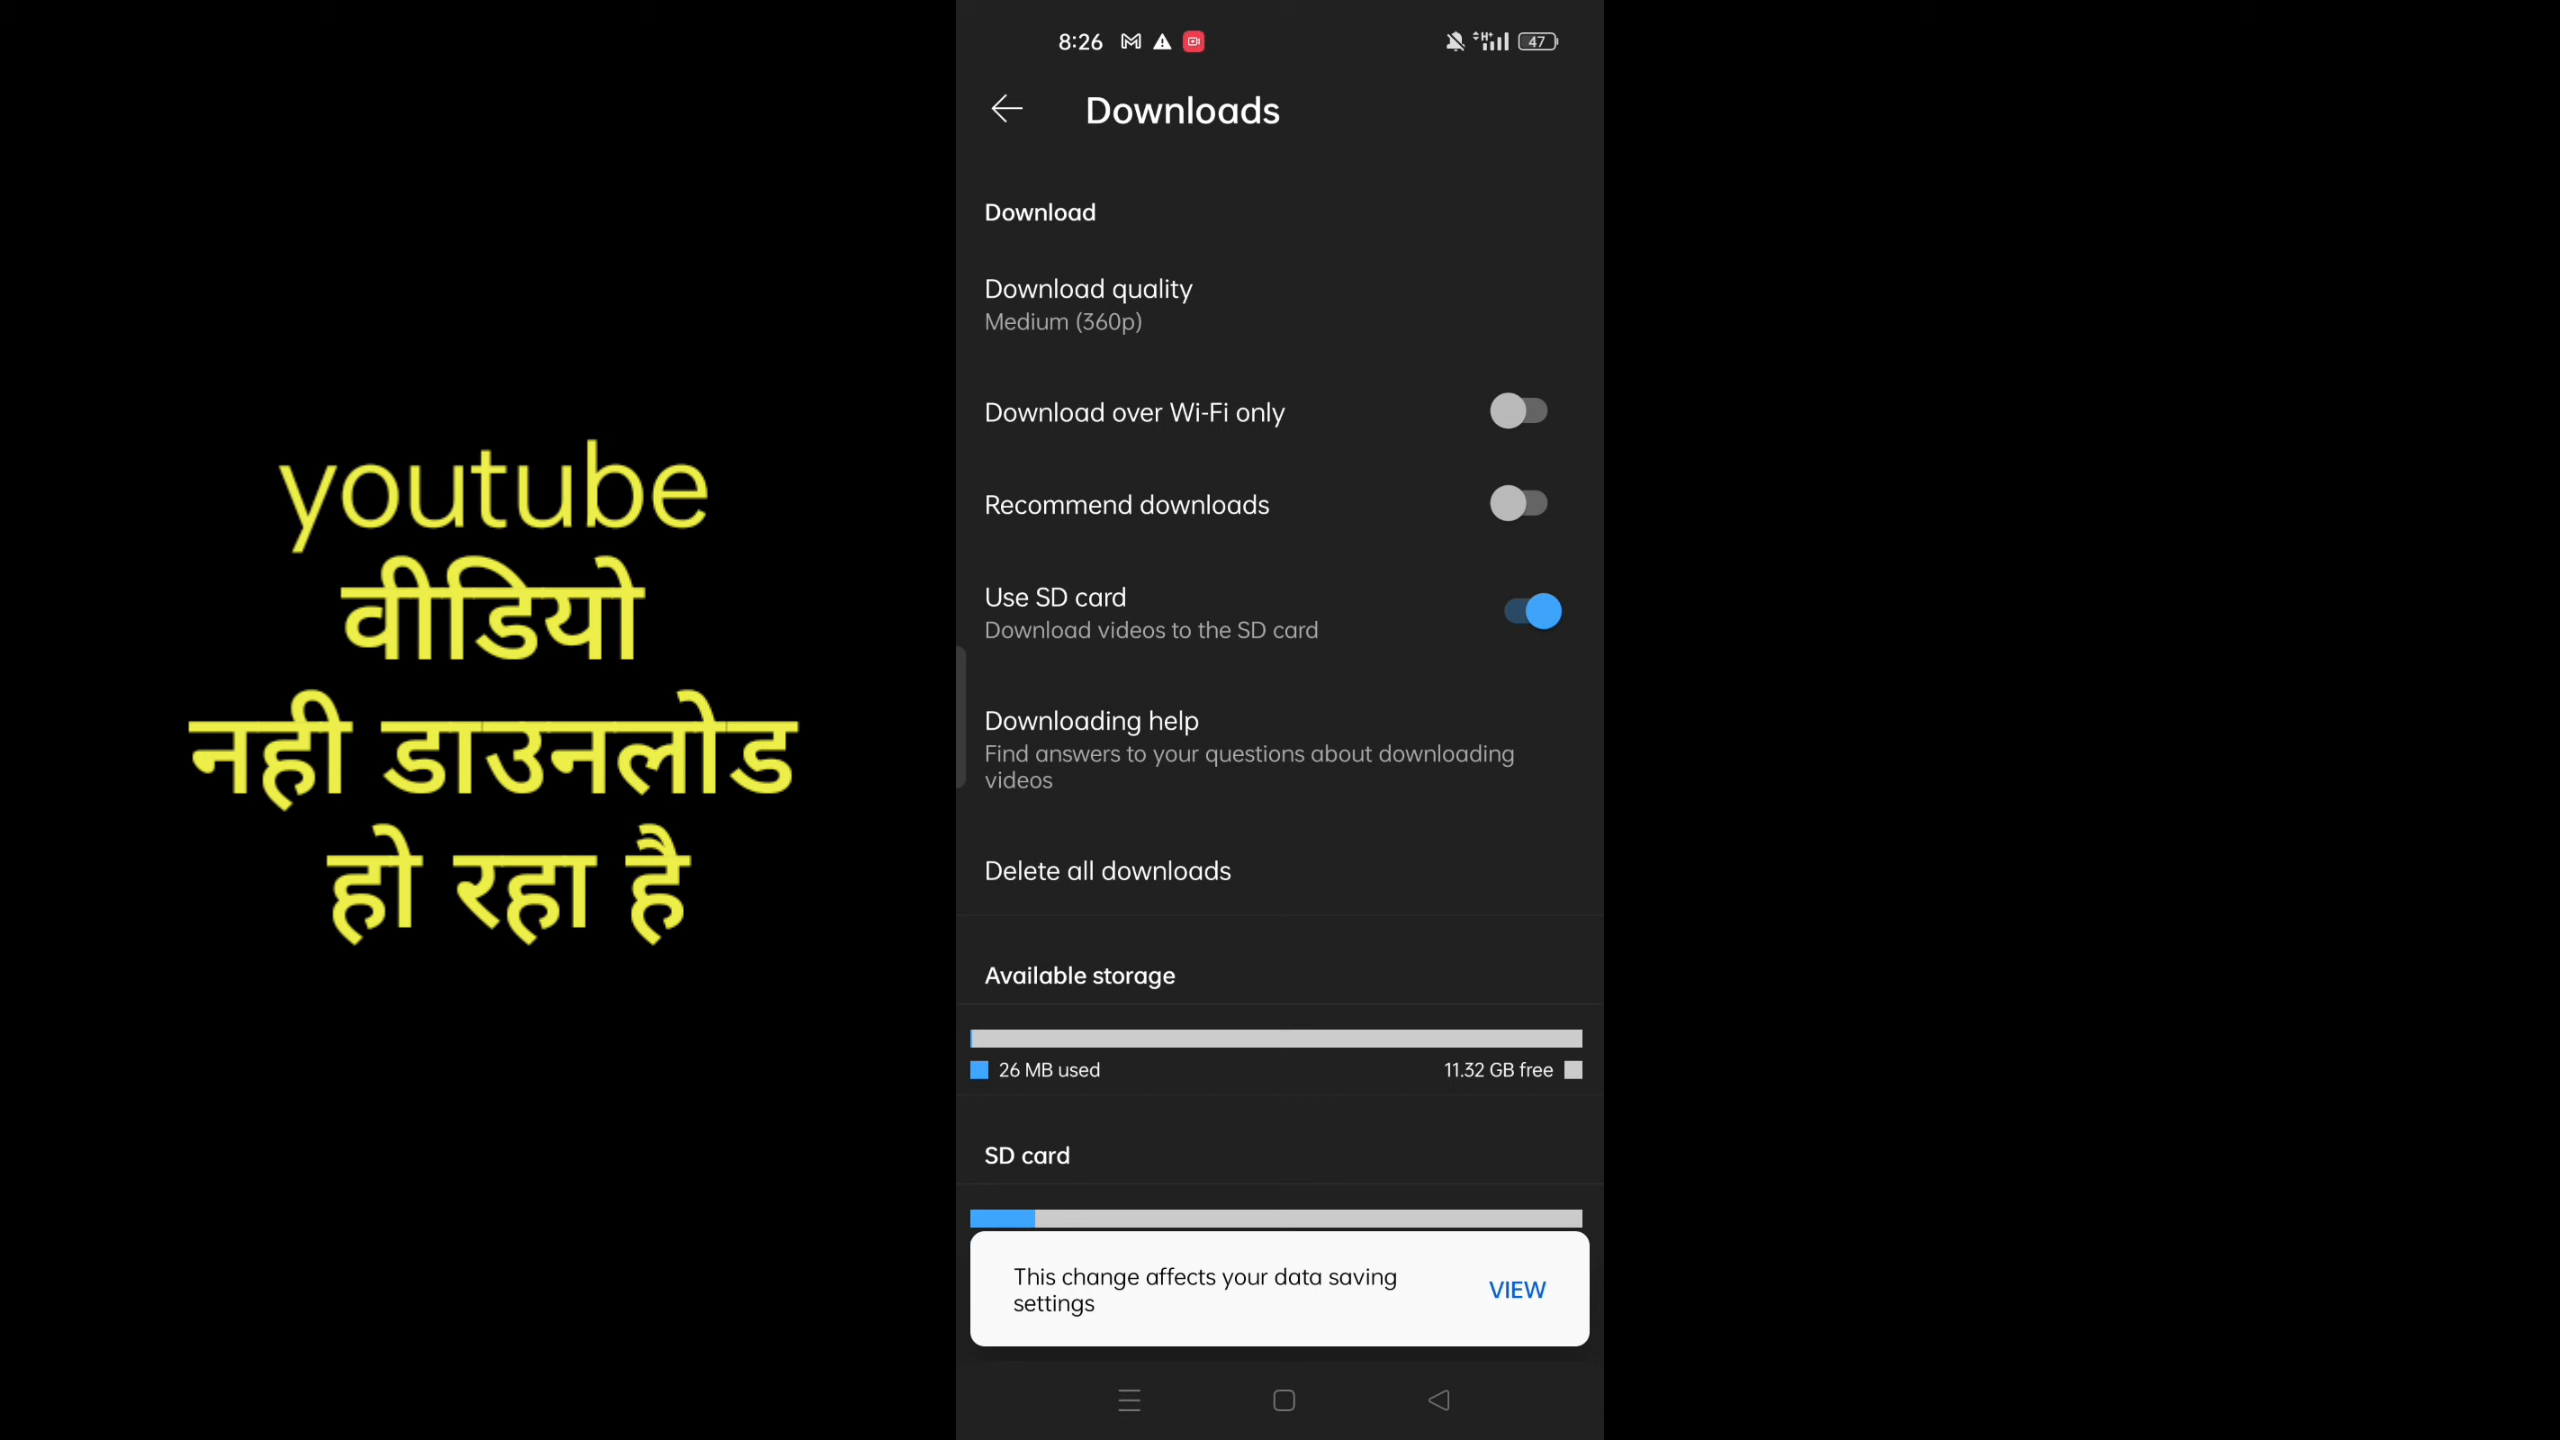 youtube
वीडियो
नही डाउनलोड
हो रहा है
8:26
H+
47
Downloads
Download
Download quality
Medium (360p)
Download over Wi-Fi only
Recommend downloads
Use SD card
Download videos to the SD card
Downloading help
Find answers to your questions about downloading
videos
Delete all downloads
Available storage
26 MB used
11.32 GB free
SD card
This change affects your data saving
settings
VIEW